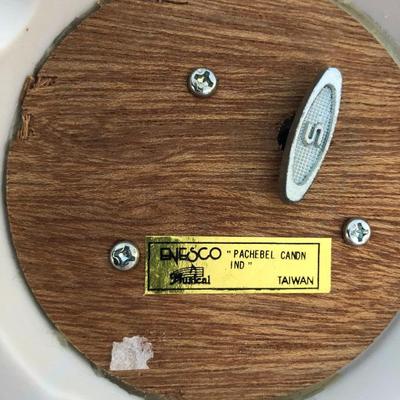 S
ENESCO "PACHEBEL CANON
IND"
Musical TAIWAN